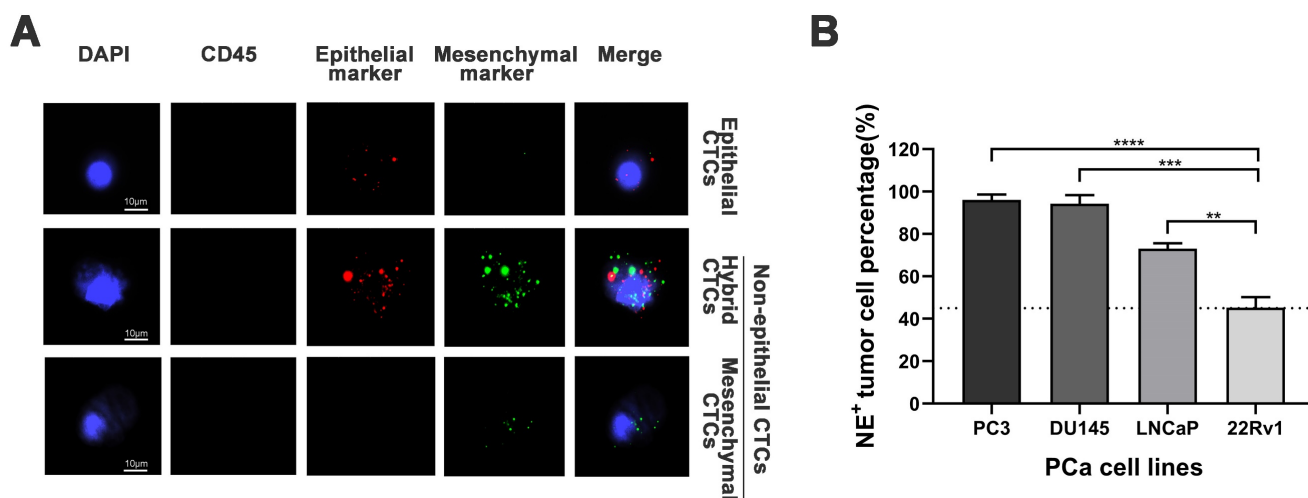 A
DAPI
CD45
Epithelial
marker
Mesenchymal
marker
Merge
Epithelial
CTCs
10μm
Hybrid
CTCs
10μm
Mesenchymal
CTCs
10μm
Non-epithelial CTCs
B
NE+ tumor cell percentage(%)
120
100
80
60
40
20
0
****
***
**
PC3
DU145
LNCaP
22Rv1
PCa cell lines